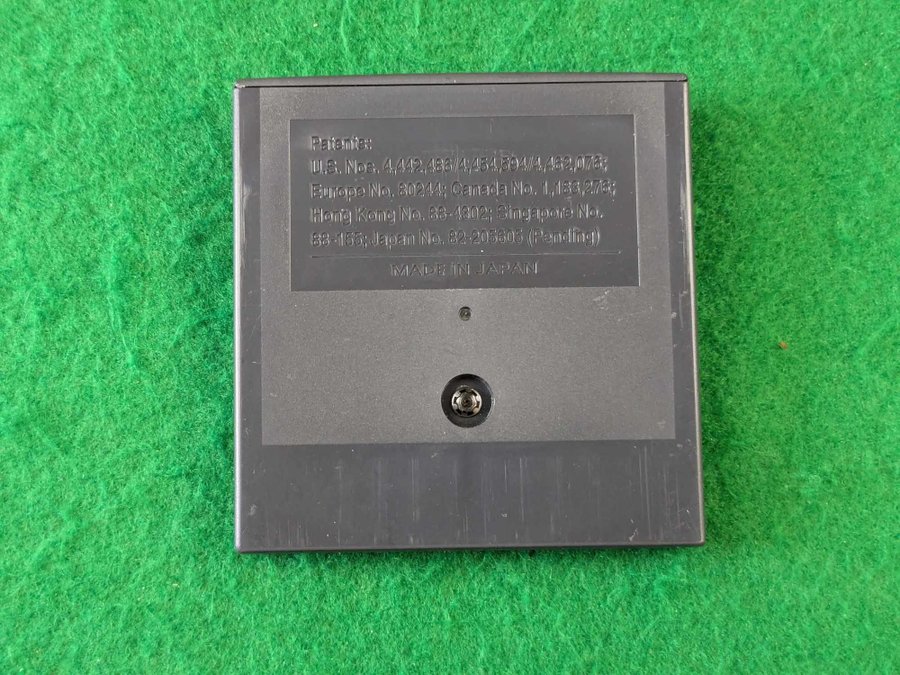 Patents:
U.S. Nos. 4,442,486/4,454,594/4,462,076;
Europe No. 80244; Canada No. 1,183,276;
Hong Kong No. 88-4302; Singapore No.
88-155; Japan No. 82-205605 (Pending)
MADE IN JAPAN